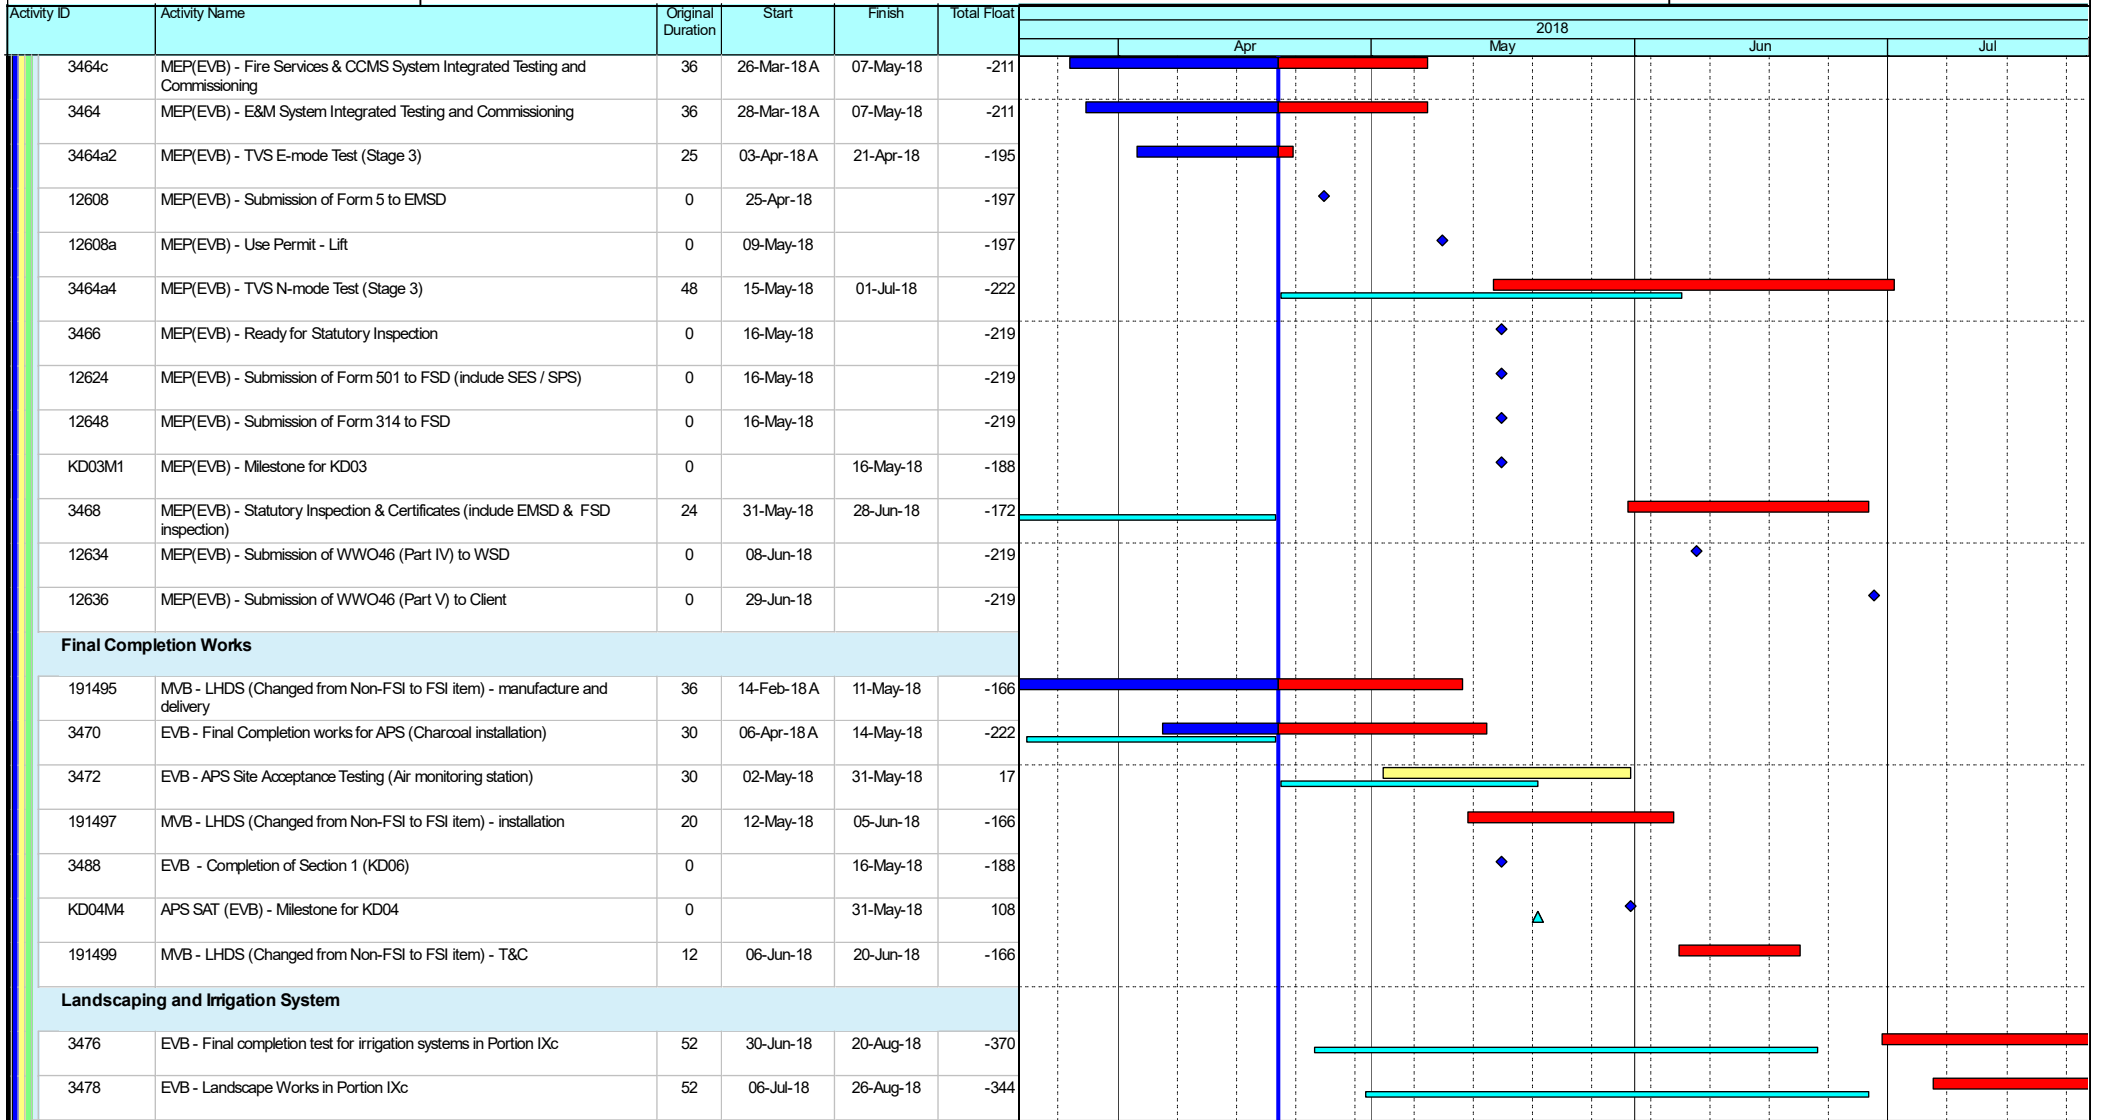 Activity ID Activity Name Original Duration Start Finish Total Float
2018
Apr May Jun Jul
3464c MEP(EVB) - Fire Services & CCMS System Integrated Testing and 36 26-Mar-18 A 07-May-18 -211
Commissioning
3464 MEP(EVB) - E&M System Integrated Testing and Commissioning 36 28-Mar-18 A 07-May-18 -211
3464a2 MEP(EVB) - TVS E-mode Test (Stage 3) 25 03-Apr-18 A 21-Apr-18 -195
12608 MEP(EVB) - Submission of Form 5 to EMSD 0 25-Apr-18 -197
12608a MEP(EVB) - Use Permit - Lift 0 09-May-18 -197
3464a4 MEP(EVB) - TVS N-mode Test (Stage 3) 48 15-May-18 01-Jul-18 -222
3466 MEP(EVB) - Ready for Statutory Inspection 0 16-May-18 -219
12624 MEP(EVB) - Submission of Form 501 to FSD (include SES / SPS) 0 16-May-18 -219
12648 MEP(EVB) - Submission of Form 314 to FSD 0 16-May-18 -219
KD03M1 MEP(EVB) - Milestone for KD03 0 16-May-18 -188
3468 MEP(EVB) - Statutory Inspection & Certificates (include EMSD & FSD 24 31-May-18 28-Jun-18 -172
inspection)
12634 MEP(EVB) - Submission of WWO46 (Part IV) to WSD 0 08-Jun-18 -219
12636 MEP(EVB) - Submission of WWO46 (Part V) to Client 0 29-Jun-18 -219
Final Completion Works
191495 MVB - LHDS (Changed from Non-FSI to FSI item) - manufacture and 36 14-Feb-18 A 11-May-18 -166
delivery
3470 EVB - Final Completion works for APS (Charcoal installation) 30 06-Apr-18 A 14-May-18 -222
3472 EVB - APS Site Acceptance Testing (Air monitoring station) 30 02-May-18 31-May-18 17
191497 MVB - LHDS (Changed from Non-FSI to FSI item) - installation 20 12-May-18 05-Jun-18 -166
3488 EVB - Completion of Section 1 (KD06) 0 16-May-18 -188
KD04M4 APS SAT (EVB) - Milestone for KD04 0 31-May-18 108
191499 MVB - LHDS (Changed from Non-FSI to FSI item) - T&C 12 06-Jun-18 20-Jun-18 -166
Landscaping and Irrigation System
3476 EVB - Final completion test for irrigation systems in Portion IXc 52 30-Jun-18 20-Aug-18 -370
3478 EVB - Landscape Works in Portion IXc 52 06-Jul-18 26-Aug-18 -344